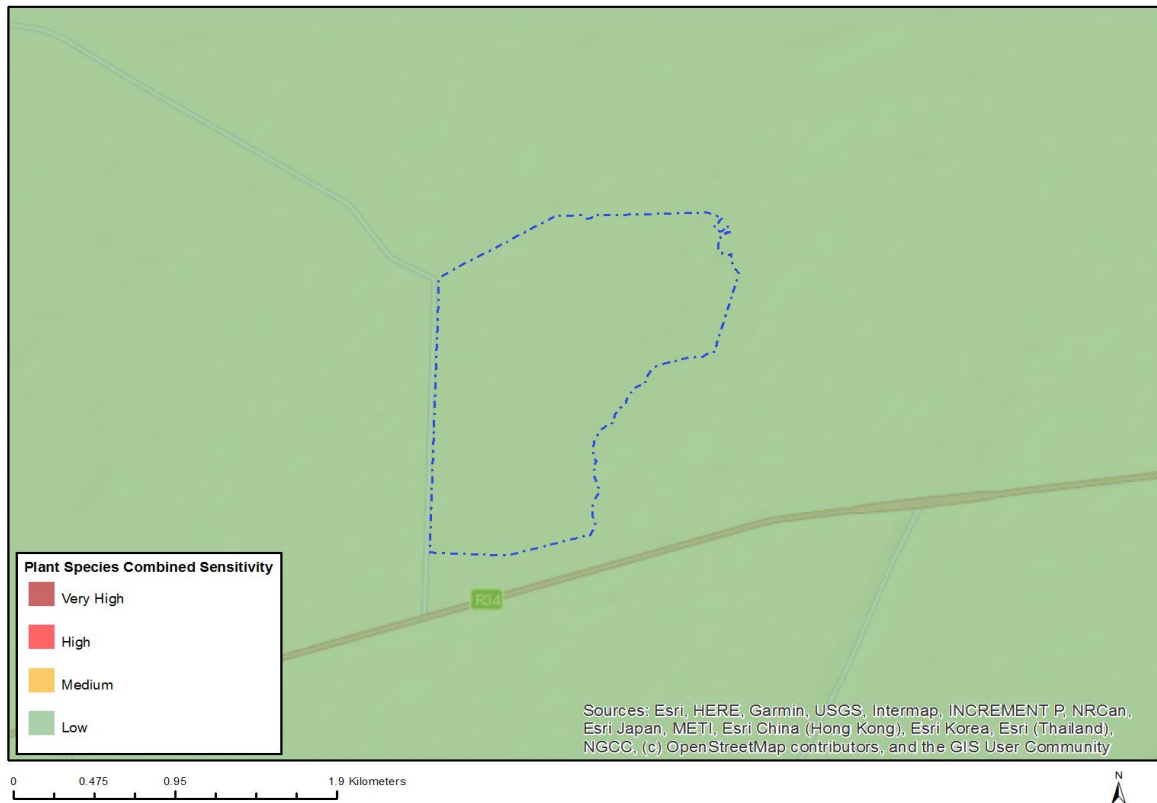 R34
Plant Species Combined Sensitivity
Very High
High
Medium
Low
Sources: Esri, HERE, Garmin, USGS, Intermap, INCREMENT P, NRCan,
Esri Japan, METI, Esri China (Hong Kong), Esri Korea, Esri (Thailand),
NGCC, (c) OpenStreetMap contributors, and the GIS User Community
0 0.475 0.95 1.9 Kilometers
N